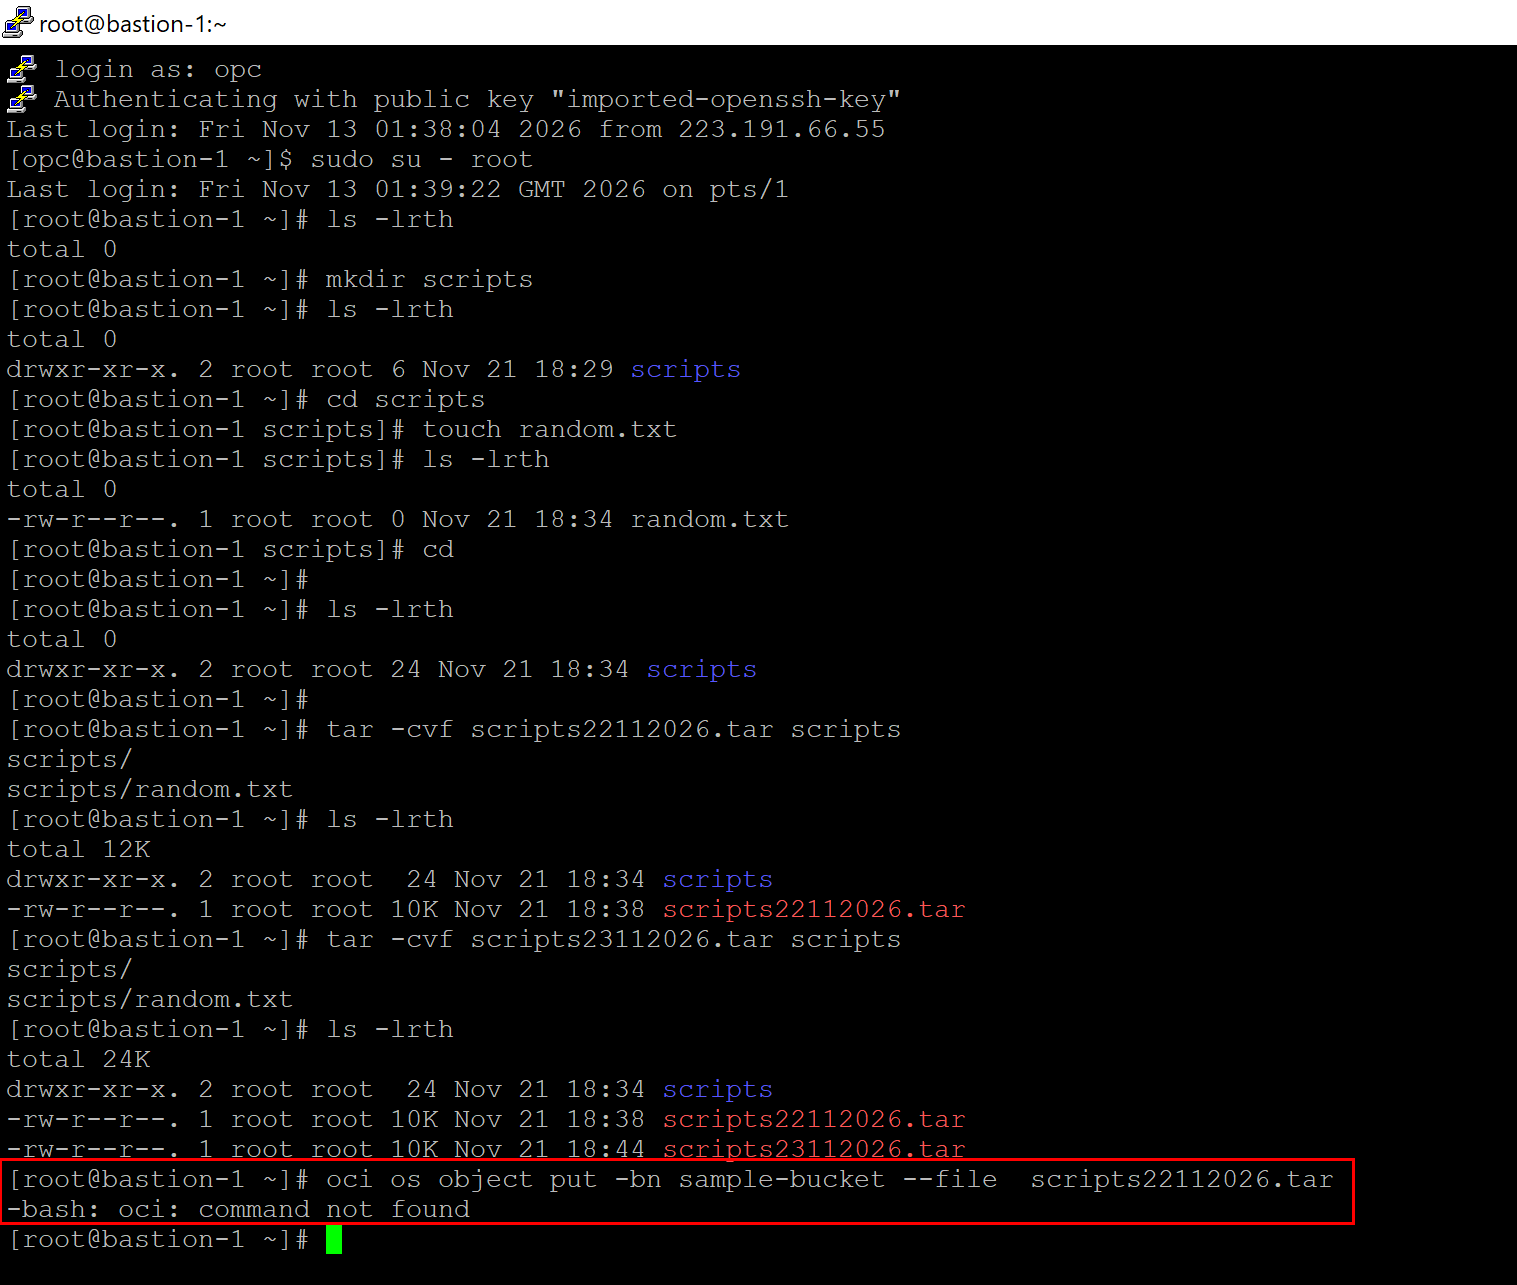 root@bastion-1:~
login as: opc
Authenticating with public key "imported-openssh-key"
Last login: Fri Nov 13 01:38:04 2026 from 223.191.66.55
[opc@bastion-1 ~]$ sudo su - root
Last login: Fri Nov 13 01:39:22 GMT 2026 on pts/1
[root@bastion-1 ~]# ls -lrth
total 0
[root@bastion-1 ~]# mkdir scripts
[root@bastion-1 ~]# ls -lrth
total 0
drwxr-xr-x. 2 root root 6 Nov 21 18:29 scripts
[root@bastion-1 ~]# cd scripts
[root@bastion-1 scripts]# touch random.txt
[root@bastion-1 scripts]# ls -lrth
total 0
-rw-r--r--. 1 root root 0 Nov 21 18:34 random.txt
[root@bastion-1 scripts]# cd
[root@bastion-1 ~]#
[root@bastion-1 ~]# ls -lrth
total 0
drwxr-xr-x. 2 root root 24 Nov 21 18:34 scripts
[root@bastion-1 ~]#
[root@bastion-1 ~]# tar -cvf scripts22112026.tar scripts
scripts/
scripts/random.txt
[root@bastion-1 ~]# ls -lrth
total 12K
drwxr-xr-x. 2 root root  24 Nov 21 18:34 scripts
-rw-r--r--. 1 root root 10K Nov 21 18:38 scripts22112026.tar
[root@bastion-1 ~]# tar -cvf scripts23112026.tar scripts
scripts/
scripts/random.txt
[root@bastion-1 ~]# ls -lrth
total 24K
drwxr-xr-x. 2 root root  24 Nov 21 18:34 scripts
-rw-r--r--. 1 root root 10K Nov 21 18:38 scripts22112026.tar
-rw-r--r--. 1 root root 10K Nov 21 18:44 scripts23112026.tar
[root@bastion-1 ~]# oci os object put -bn sample-bucket --file  scripts22112026.tar
-bash: oci: command not found
[root@bastion-1 ~]#